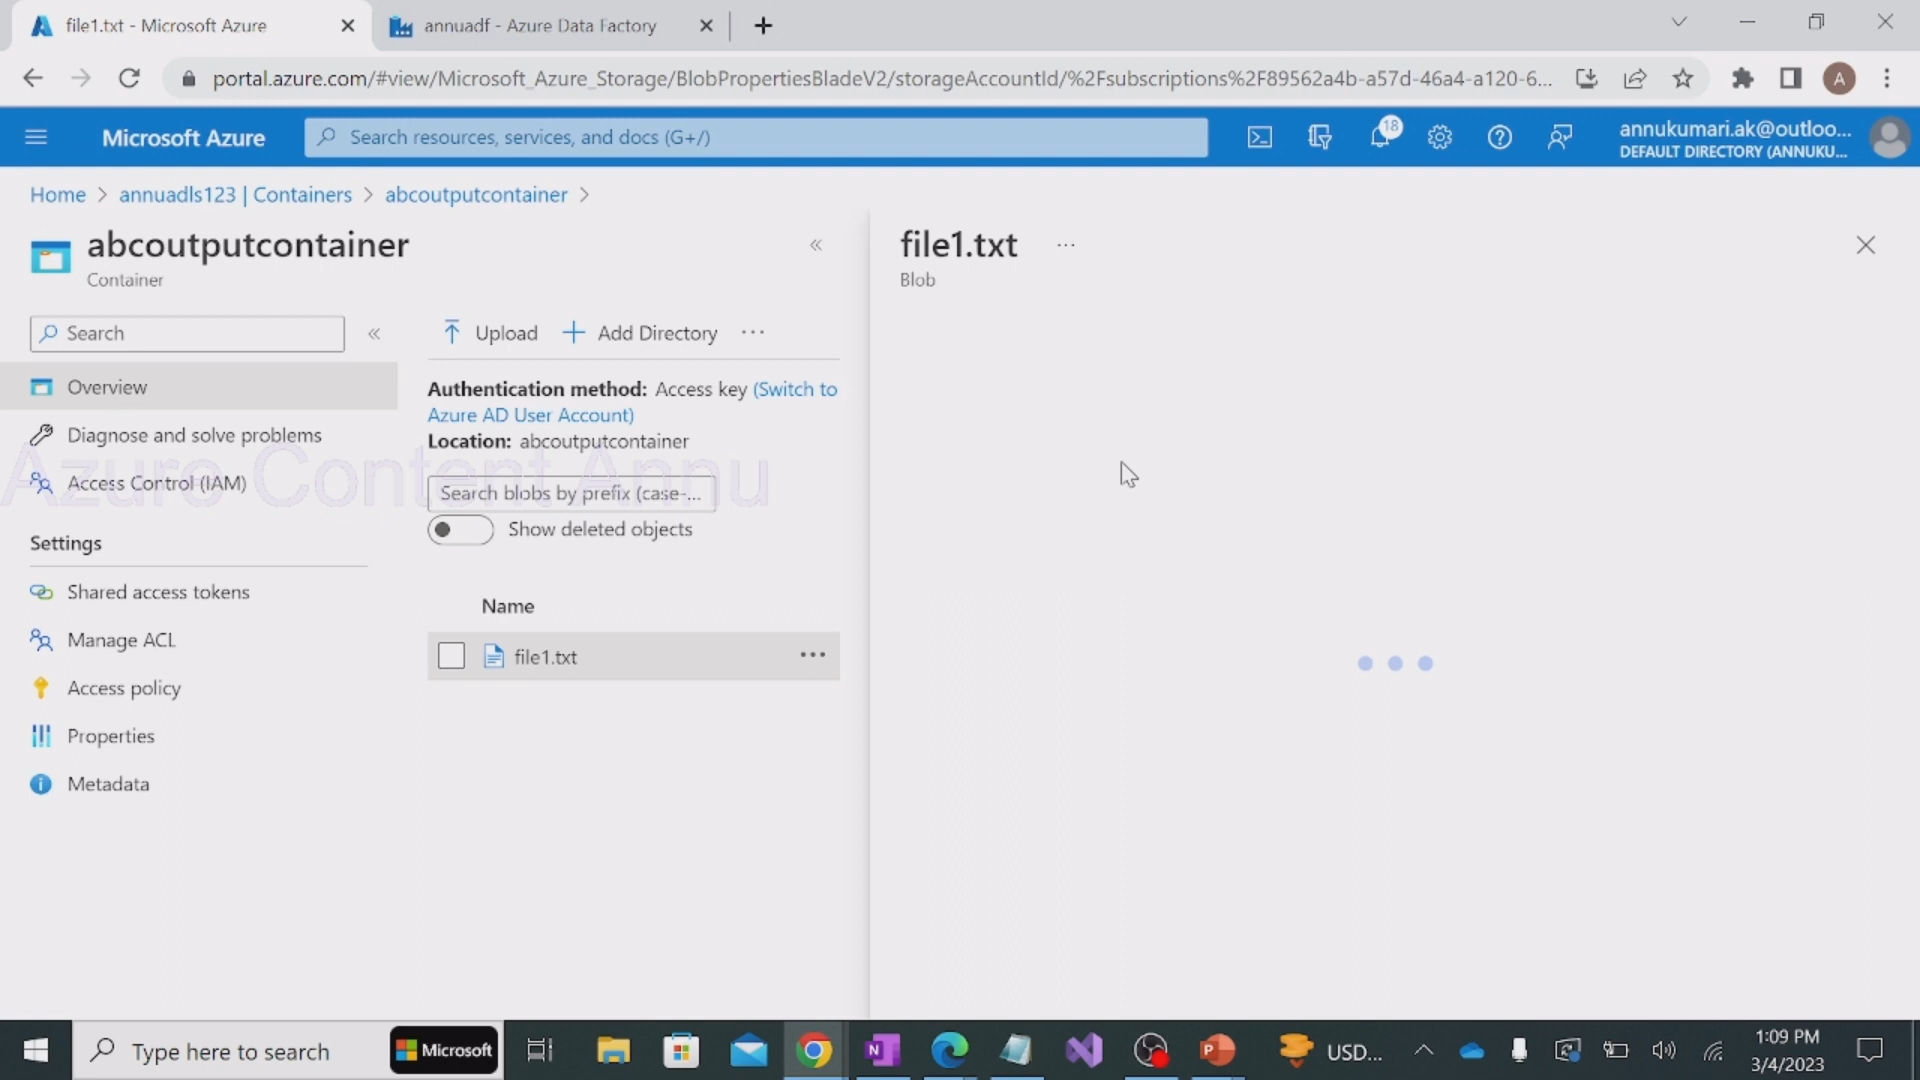 file1.txt - Microsoft Azure
annuadf - Azure Data Factory
portal.azure.com/#view/Microsoft_Azure_Storage/BlobPropertiesBladeV2/storageAccountId/%2Fsubscriptions%2F89562a4b-a57d-46a4-a120-6...
A
Microsoft Azure
Search resources, services, and docs (G+/)
18
annukumari.ak@outloo...
DEFAULT DIRECTORY (ANNUKU...
Home > annuadls123 | Containers > abcoutputcontainer >
abcoutputcontainer
Container
Search
Overview
Diagnose and solve problems
Access Control (IAM)
Settings
Shared access tokens
Manage ACL
Access policy
Properties
Metadata
Upload
Add Directory
Authentication method: Access key (Switch to
Azure AD User Account)
Location: abcoutputcontainer
Azure Content Annu
Search blobs by prefix (case-...
Show deleted objects
Name
file1.txt
file1.txt
Blob
Type here to search
Microsoft
USD...
1:09 PM
3/4/2023